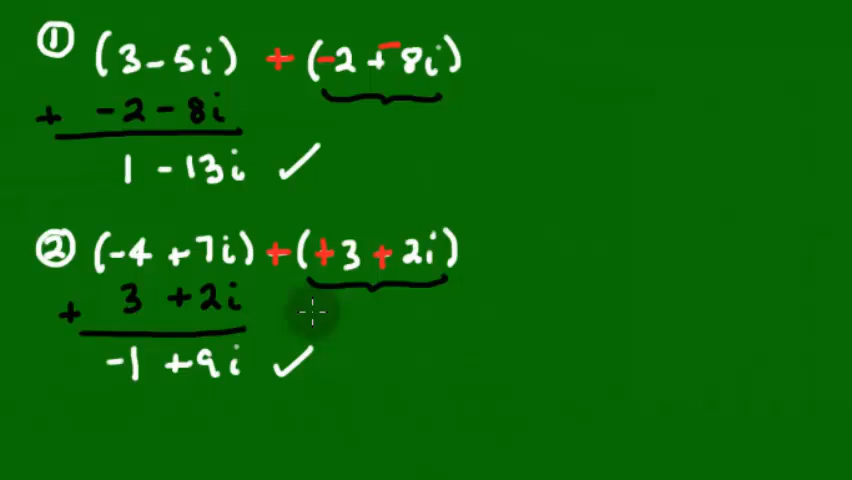 ① (3 - 5i) + (-2 + - 8i)
+ -2 - 8i
1 - 13i ✓
② (-4 + 7i) + (+3 + 2i)
+ 3 + 2i
-1 + 9i ✓